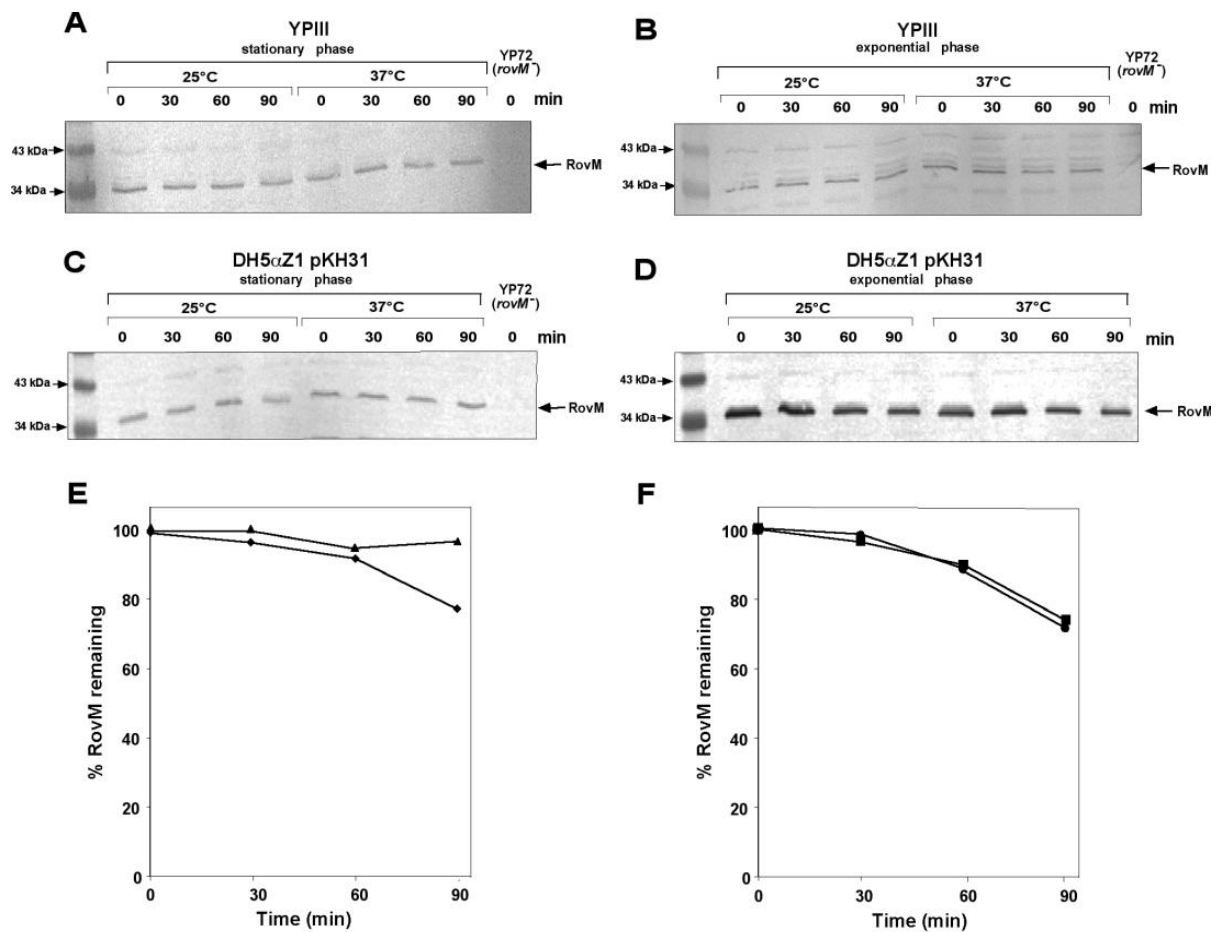 A
YPIII
stationary phase
25°C
37°C
YP72
(rovM⁻)
0 30 60 90 0 30 60 90 0 min
43 kDa
34 kDa
RovM
B
YPIII
exponential phase
25°C
37°C
YP72
(rovM⁻)
0 30 60 90 0 30 60 90 0 min
43 kDa
34 kDa
RovM
C
DH5αZ1 pKH31
stationary phase
25°C
37°C
YP72
(rovM⁻)
0 30 60 90 0 30 60 90 0 min
43 kDa
34 kDa
RovM
D
DH5αZ1 pKH31
exponential phase
25°C
37°C
0 30 60 90 0 30 60 90 min
43 kDa
34 kDa
RovM
E
% RovM remaining
100
80
60
40
20
0
0 30 60 90
Time (min)
F
% RovM remaining
100
80
60
40
20
0
0 30 60 90
Time (min)